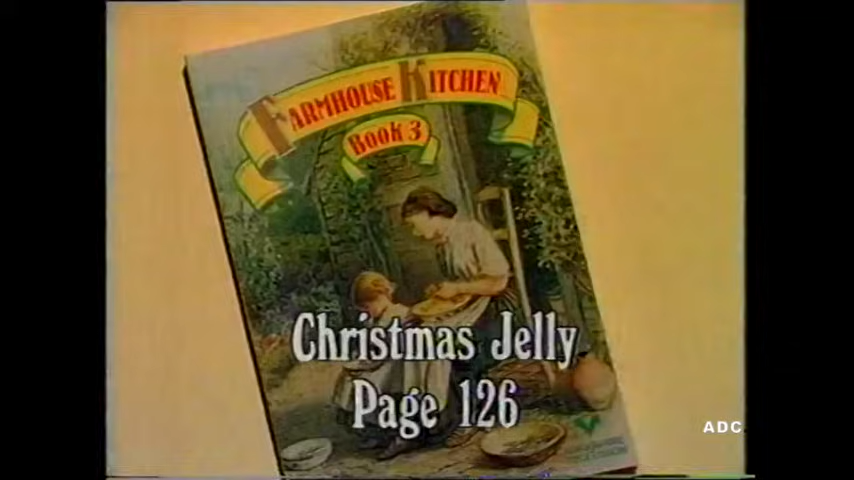 FARMHOUSE KITCHEN
Book 3
Christmas Jelly
Page 126
ADC